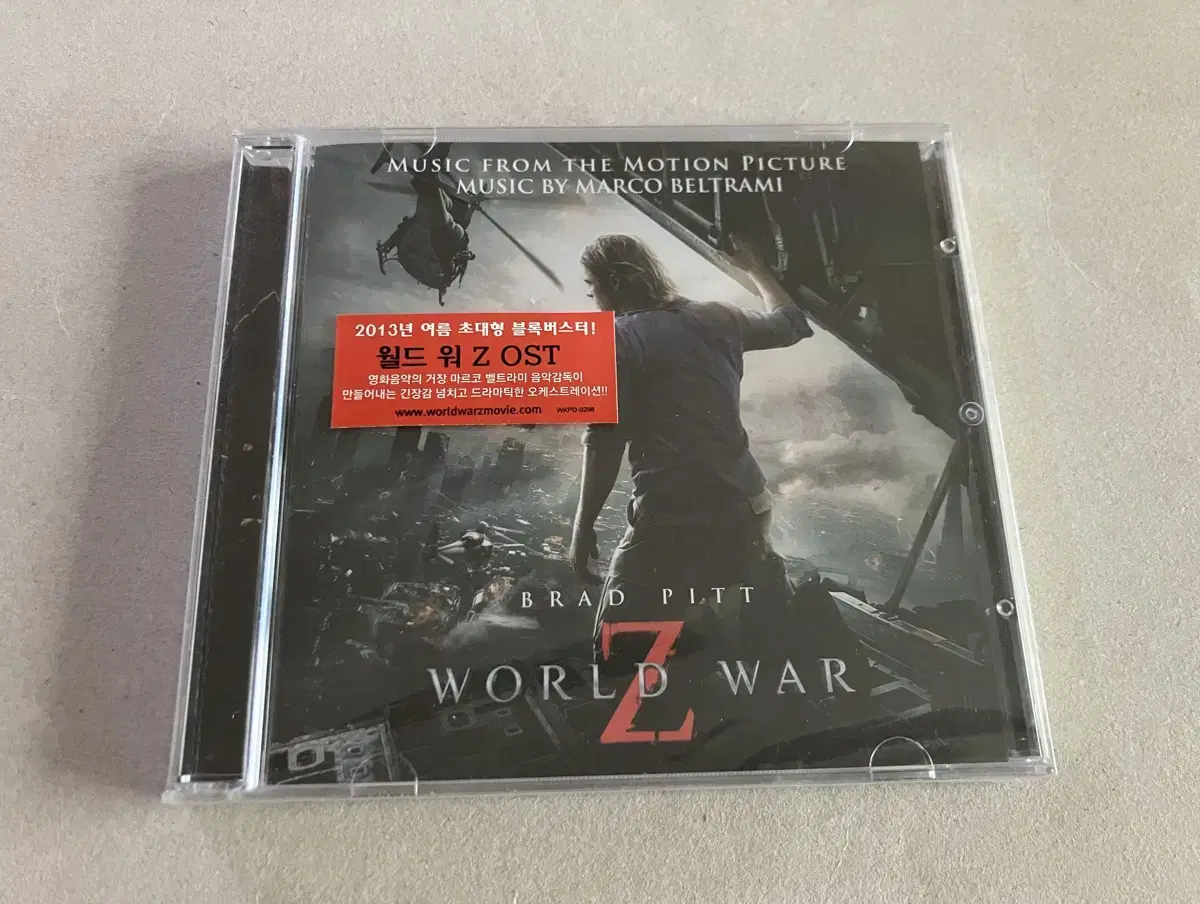 MUSIC FROM THE MOTION PICTURE
MUSIC BY MARCO BELTRAMI
2013년 여름 초대형 블록버스터!
월드 워 Z OST
영화음악의 거장 마르코 벨트라미 음악감독이
만들어내는 긴장감 넘치고 드라마틱한 오케스트레이션!!
www.worldwarzmovie.com WKPD-0298
BRAD PITT
WORLD WAR
Z